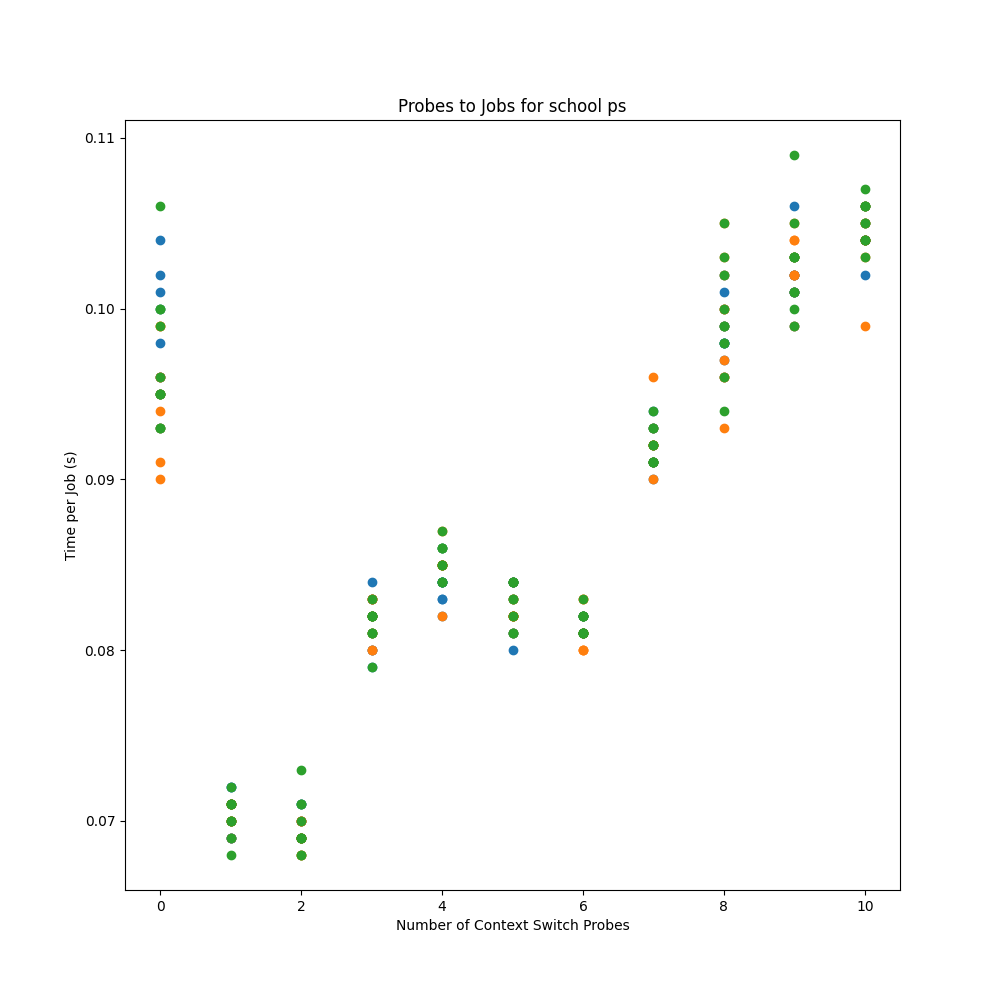 Probes to Jobs for school ps
0.11
0.10
0.09
0.08
0.07
Time per Job (s)
0 2 4 6 8 10
Number of Context Switch Probes